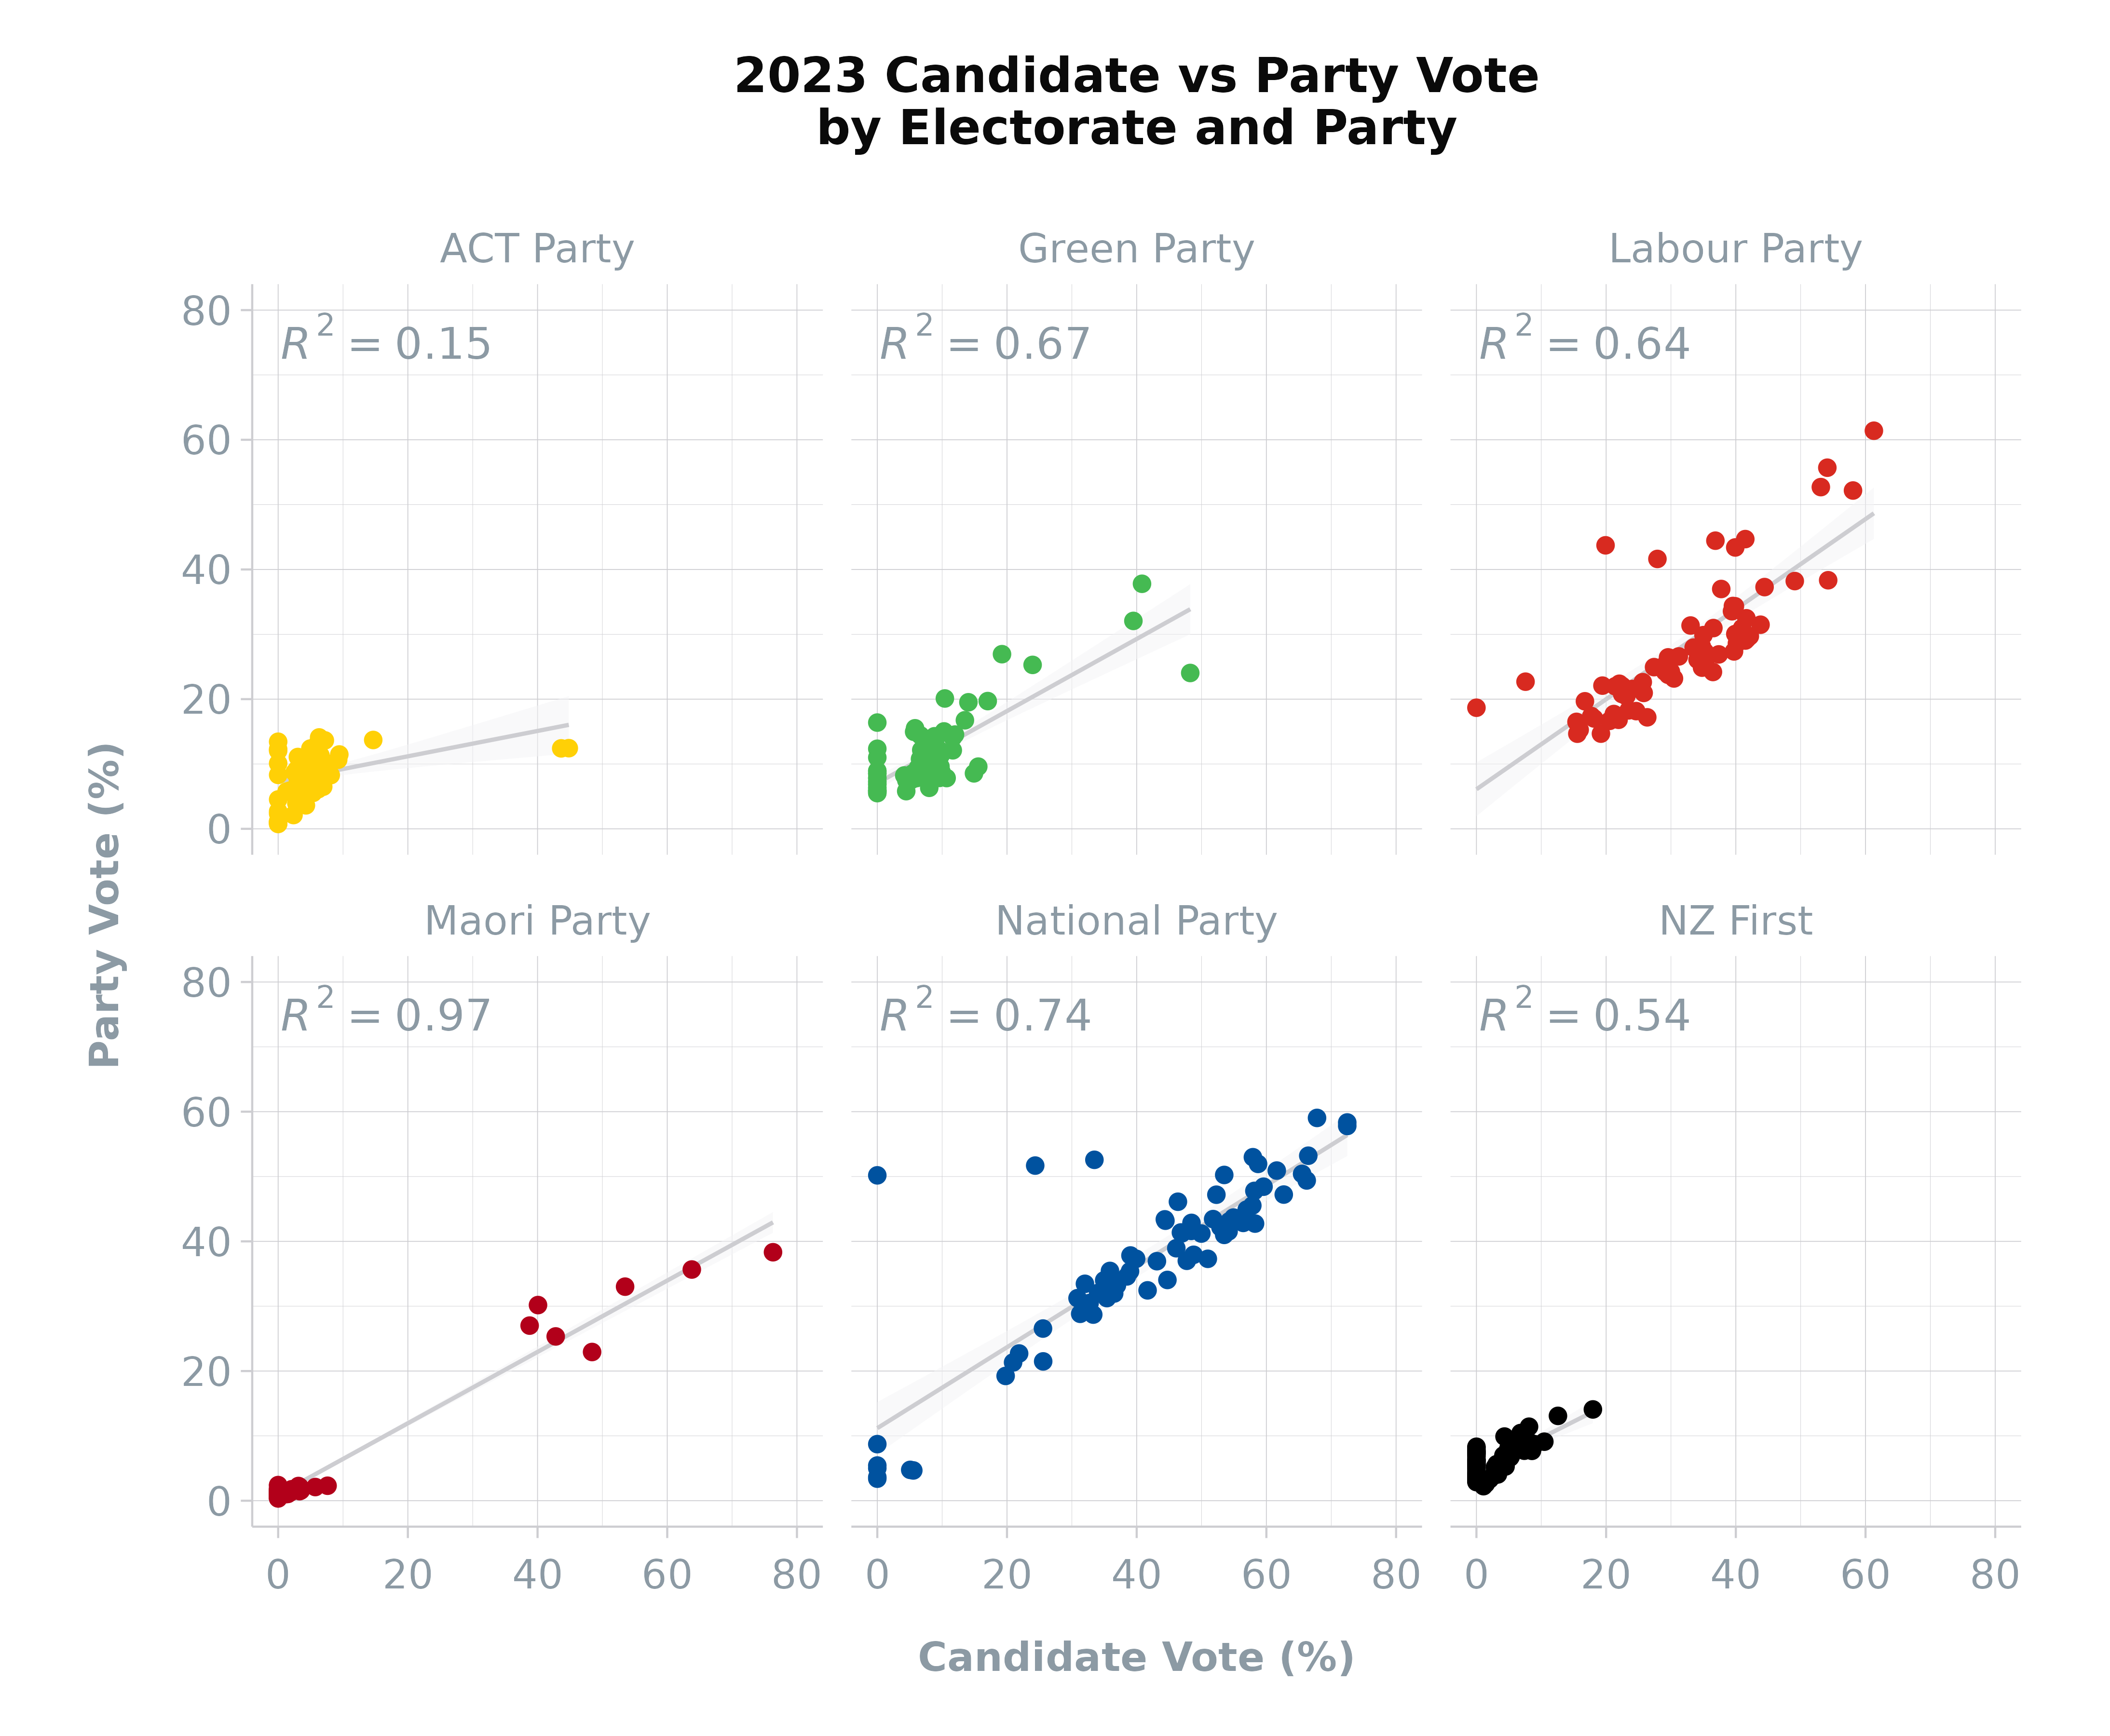 2023 Candidate vs Party Vote
by Electorate and Party
ACT Party
Green Party
Labour Party
80
60
40
20
0
R² = 0.15
R² = 0.67
R² = 0.64
Party Vote (%)
Maori Party
National Party
NZ First
80
60
40
20
0
R² = 0.97
R² = 0.74
R² = 0.54
0 20 40 60 80
0 20 40 60 80
0 20 40 60 80
Candidate Vote (%)